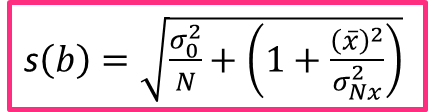 s(b) = √(σ₀²/N + (1 + (x̄)²/σ²_Nx))